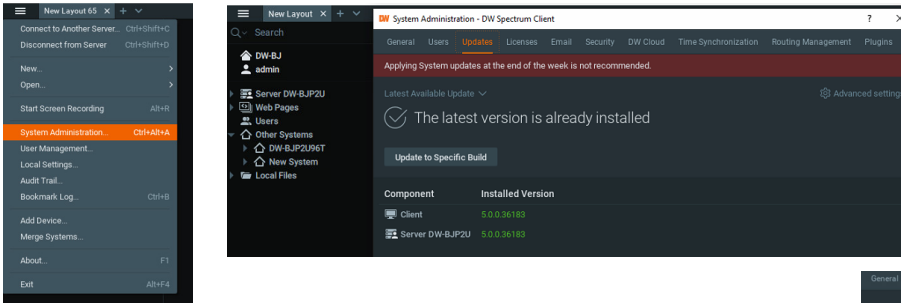 New Layout 65 × + 
Connect to Another Server... Ctrl+Shift+C
Disconnect from Server Ctrl+Shift+D
New...
Open...
Start Screen Recording Alt+R
System Administration... Ctrl+Alt+A
User Management...
Local Settings...
Audit Trail...
Bookmark Log... Ctrl+B
Add Device...
Merge Systems...
About... F1
Exit Alt+F4
New Layout × +
Search
DW-BJ
admin
Server DW-BJP2U
Web Pages
Users
Other Systems
DW-BJP2U96T
New System
Local Files
DW System Administration - DW Spectrum Client ? ×
General Users Updates Licenses Email Security DW Cloud Time Synchronization Routing Management Plugins
Applying System updates at the end of the week is not recommended.
Latest Available Update Advanced setting
The latest version is already installed
Update to Specific Build
Component Installed Version
Client 5.0.0.36183
Server DW-BJP2U 5.0.0.36183
General